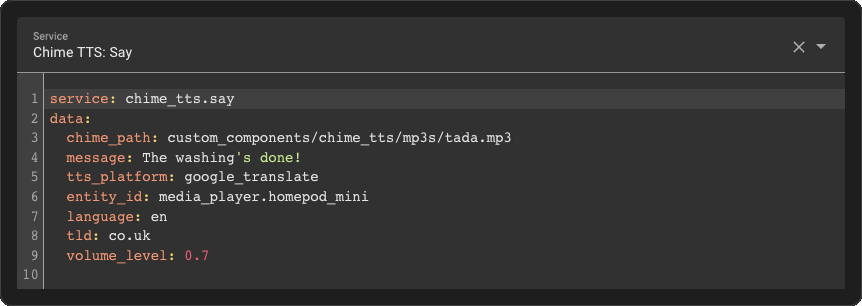 Service
Chime TTS: Say
1 service: chime_tts.say
2 data:
3   chime_path: custom_components/chime_tts/mp3s/tada.mp3
4   message: The washing's done!
5   tts_platform: google_translate
6   entity_id: media_player.homepod_mini
7   language: en
8   tld: co.uk
9   volume_level: 0.7
10